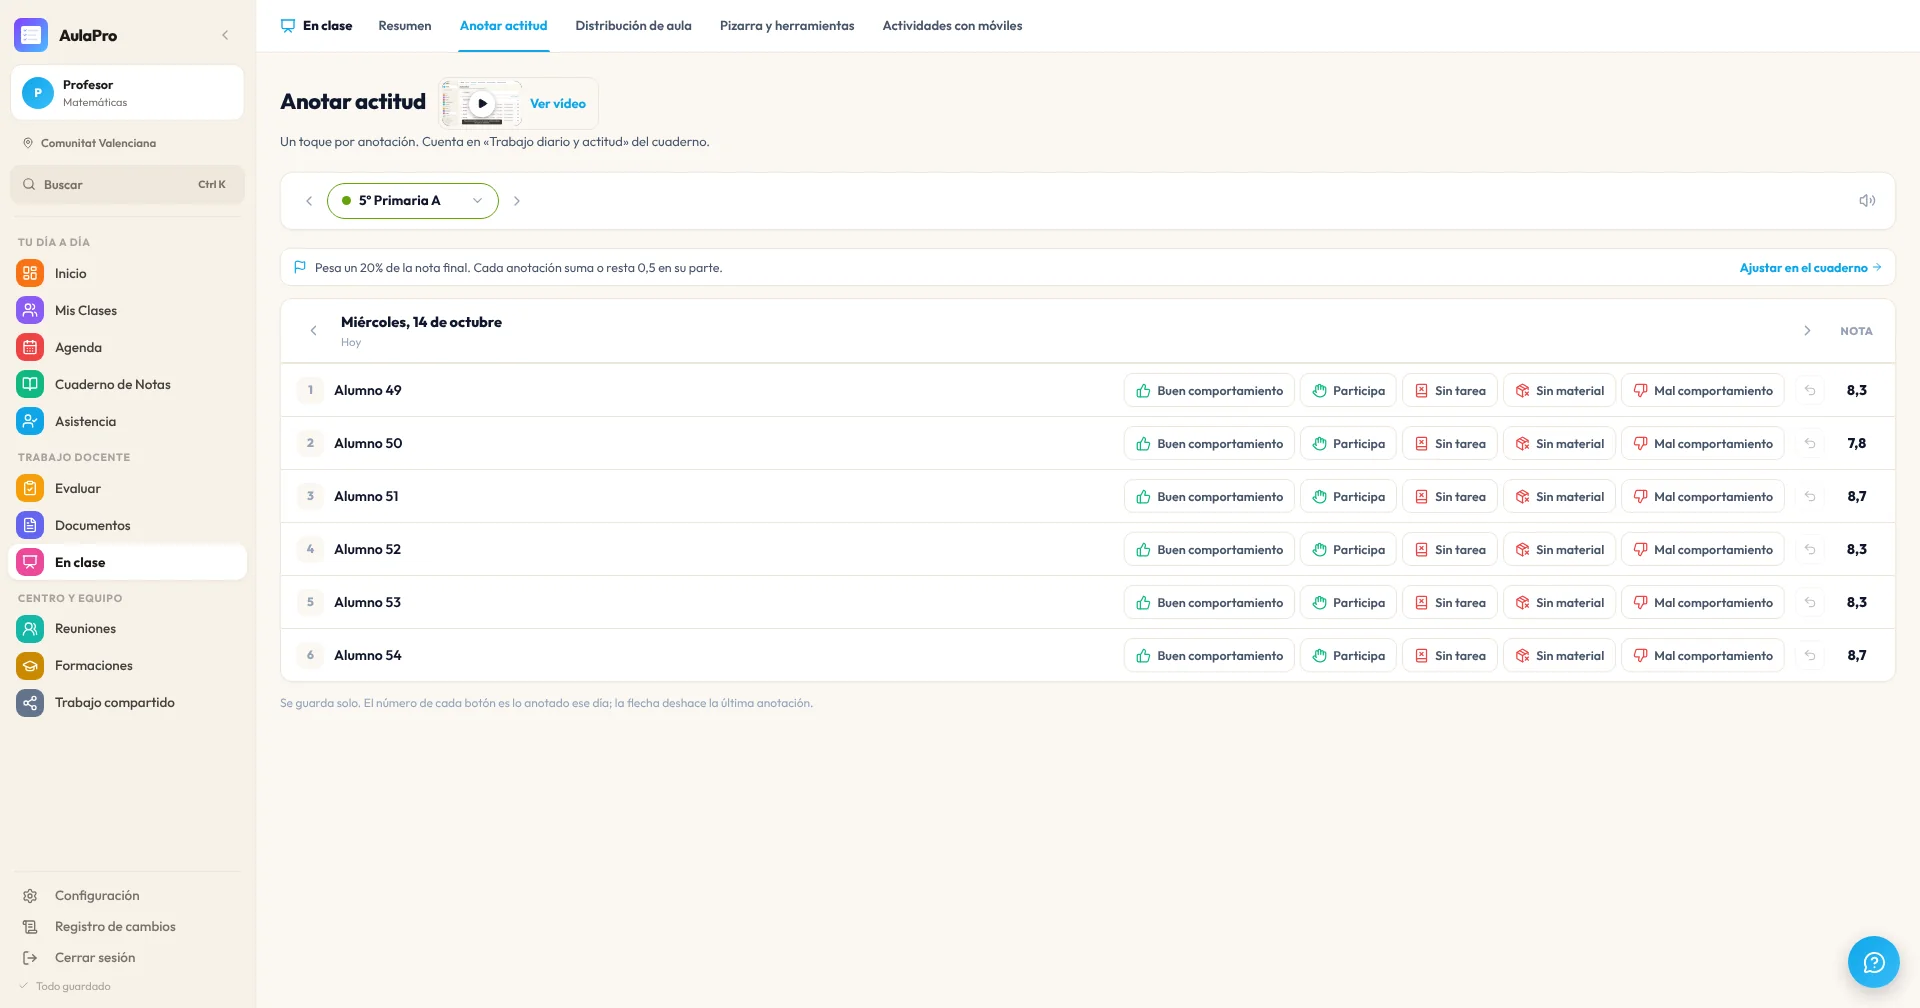 AulaPro
P
Profesor
Matemáticas
Comunitat Valenciana
Buscar Ctrl K
TU DÍA A DÍA
Inicio
Mis Clases
Agenda
Cuaderno de Notas
Asistencia
TRABAJO DOCENTE
Evaluar
Documentos
En clase
CENTRO Y EQUIPO
Reuniones
Formaciones
Trabajo compartido
Configuración
Registro de cambios
Cerrar sesión
Todo guardado
En clase Resumen Anotar actitud Distribución de aula Pizarra y herramientas Actividades con móviles
Anotar actitud Ver vídeo
Un toque por anotación. Cuenta en «Trabajo diario y actitud» del cuaderno.
5º Primaria A
Pesa un 20% de la nota final. Cada anotación suma o resta 0,5 en su parte. Ajustar en el cuaderno →
Miércoles, 14 de octubre
Hoy
NOTA
1 Alumno 49 Buen comportamiento Participa Sin tarea Sin material Mal comportamiento 8,3
2 Alumno 50 Buen comportamiento Participa Sin tarea Sin material Mal comportamiento 7,8
3 Alumno 51 Buen comportamiento Participa Sin tarea Sin material Mal comportamiento 8,7
4 Alumno 52 Buen comportamiento Participa Sin tarea Sin material Mal comportamiento 8,3
5 Alumno 53 Buen comportamiento Participa Sin tarea Sin material Mal comportamiento 8,3
6 Alumno 54 Buen comportamiento Participa Sin tarea Sin material Mal comportamiento 8,7
Se guarda solo. El número de cada botón es lo anotado ese día; la flecha deshace la última anotación.